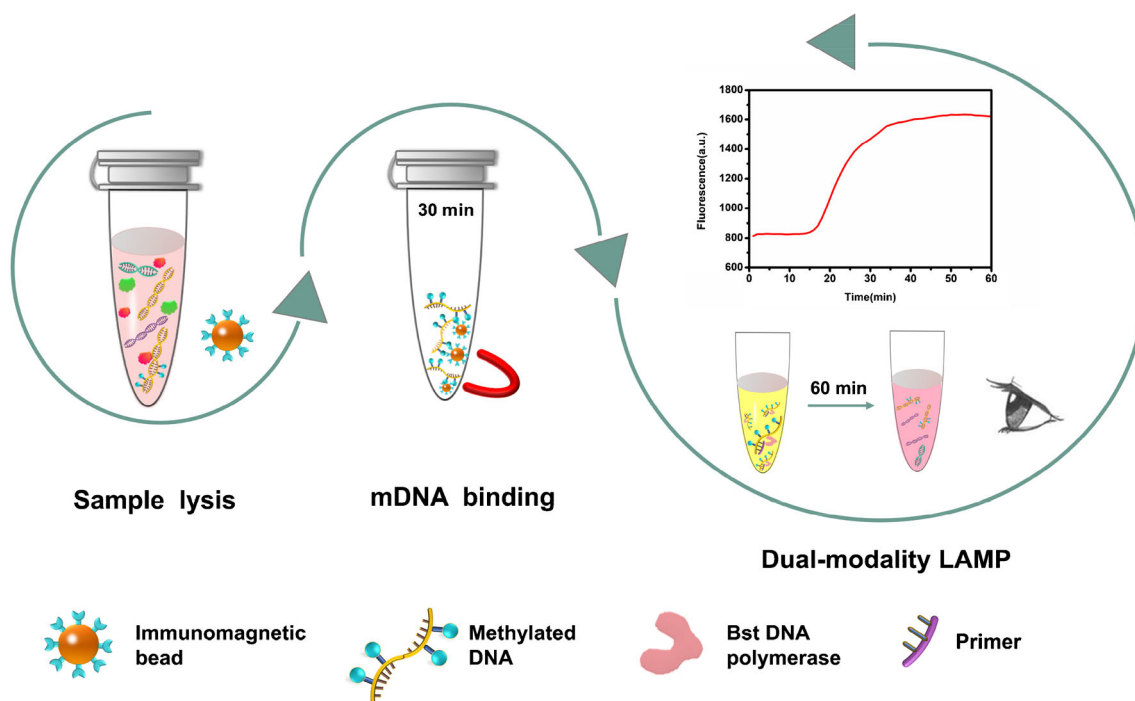 1800
1600
1400
1200
1000
800
600
Fluorescence(a.u.)
0 10 20 30 40 50 60
Time(min)
30 min
60 min
Sample lysis
mDNA binding
Dual-modality LAMP
Immunomagnetic
bead
Methylated
DNA
Bst DNA
polymerase
Primer